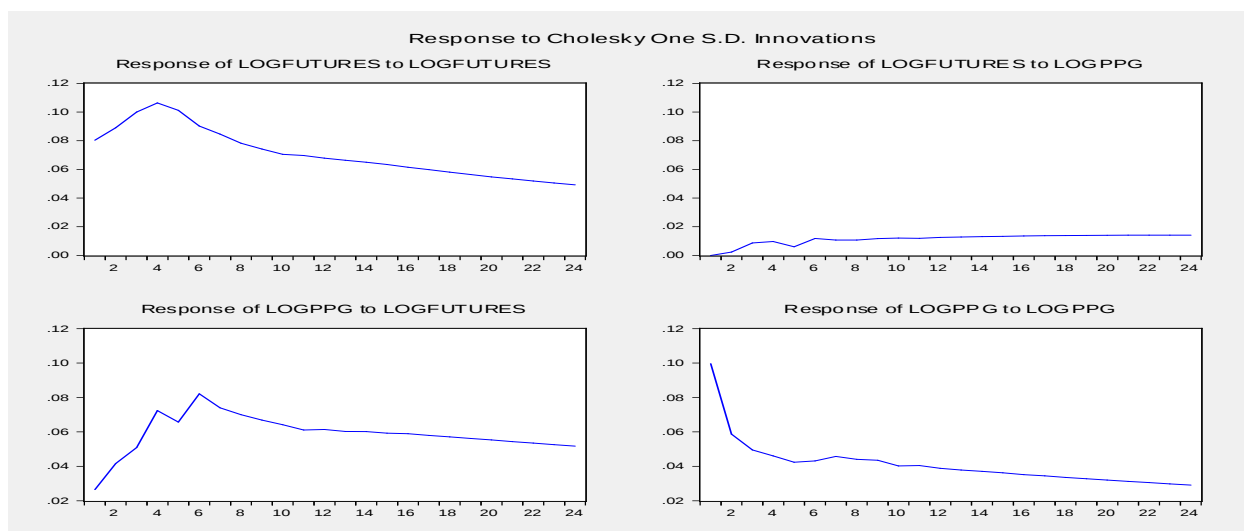 Response to Cholesky One S.D. Innovations
Response of LOGFUTURES to LOGFUTURES
.12
.10
.08
.06
.04
.02
.00
2 4 6 8 10 12 14 16 18 20 22 24
Response of LOGFUTURES to LOGPPG
.12
.10
.08
.06
.04
.02
.00
2 4 6 8 10 12 14 16 18 20 22 24
Response of LOGPPG to LOGFUTURES
.12
.10
.08
.06
.04
.02
2 4 6 8 10 12 14 16 18 20 22 24
Response of LOGPPG to LOGPPG
.12
.10
.08
.06
.04
.02
2 4 6 8 10 12 14 16 18 20 22 24